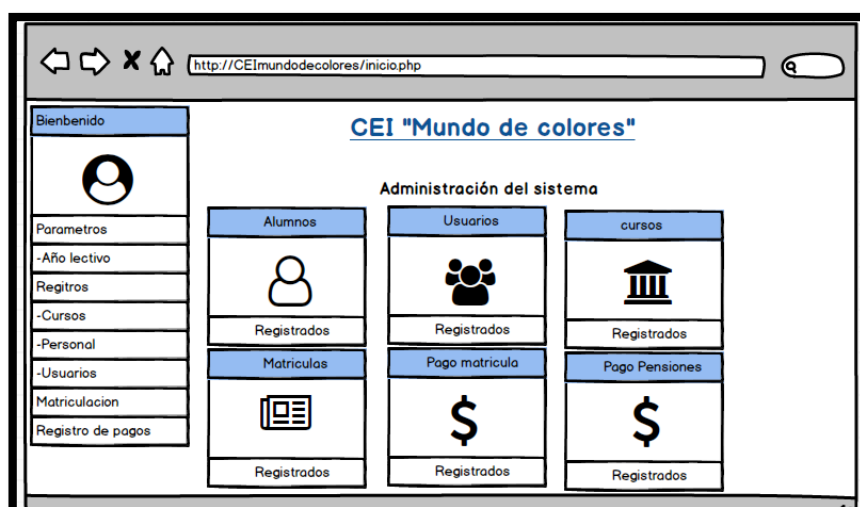 http://CEImundodecolores/inicio.php
Bienbenido
Parametros
-Año lectivo
Regitros
-Cursos
-Personal
-Usuarios
Matriculacion
Registro de pagos
CEI "Mundo de colores"
Administración del sistema
Alumnos
Registrados
Usuarios
Registrados
cursos
Registrados
Matriculas
Registrados
Pago matricula
Registrados
Pago Pensiones
Registrados